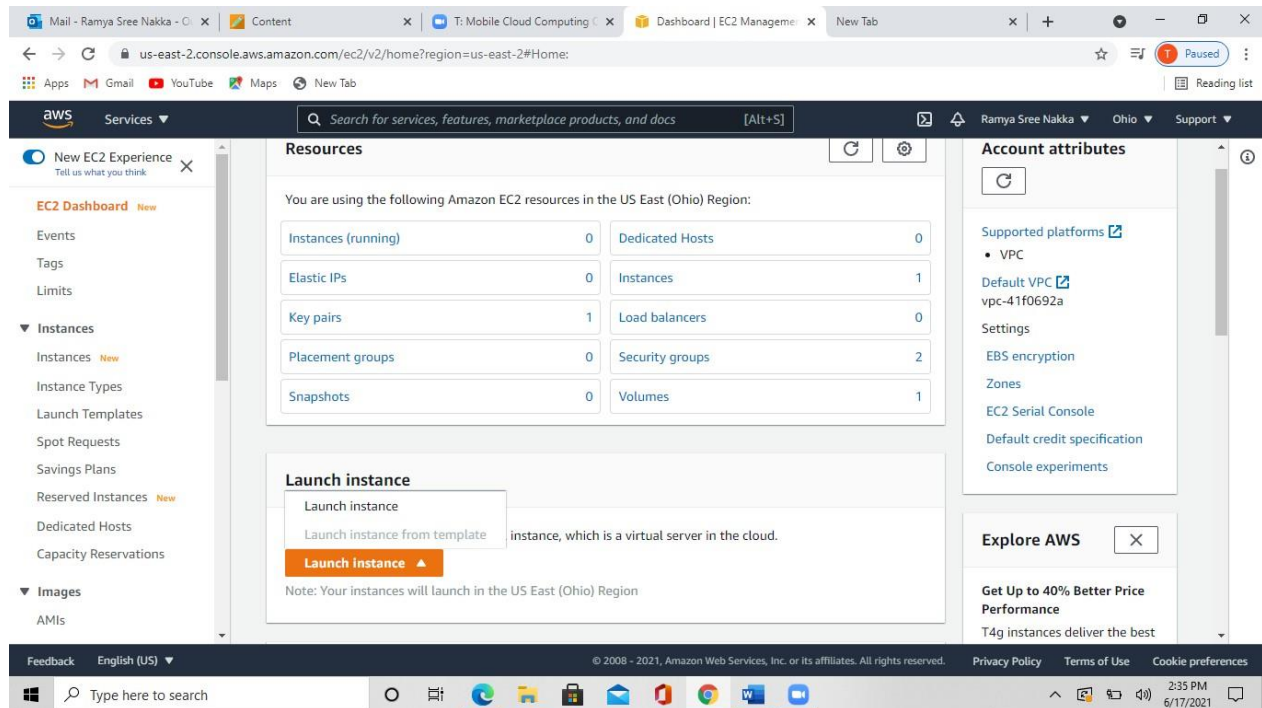 Mail - Ramya Sree Nakka - O
Content
T: Mobile Cloud Computing C
Dashboard | EC2 Manageme
New Tab
us-east-2.console.aws.amazon.com/ec2/v2/home?region=us-east-2#Home:
T
Paused
Apps
Gmail
YouTube
Maps
New Tab
Reading list
aws
Services ▼
Search for services, features, marketplace products, and docs
[Alt+S]
Ramya Sree Nakka ▼
Ohio ▼
Support ▼
New EC2 Experience
Tell us what you think
EC2 Dashboard New
Events
Tags
Limits
▼ Instances
Instances New
Instance Types
Launch Templates
Spot Requests
Savings Plans
Reserved Instances New
Dedicated Hosts
Capacity Reservations
▼ Images
AMIs
Resources
You are using the following Amazon EC2 resources in the US East (Ohio) Region:
Instances (running) 0
Dedicated Hosts 0
Elastic IPs 0
Instances 1
Key pairs 1
Load balancers 0
Placement groups 0
Security groups 2
Snapshots 0
Volumes 1
Launch instance
Launch instance
Launch instance from template
instance, which is a virtual server in the cloud.
Launch instance ▲
Note: Your instances will launch in the US East (Ohio) Region
Account attributes
Supported platforms
• VPC
Default VPC
vpc-41f0692a
Settings
EBS encryption
Zones
EC2 Serial Console
Default credit specification
Console experiments
Explore AWS
Get Up to 40% Better Price
Performance
T4g instances deliver the best
Feedback
English (US) ▼
© 2008 - 2021, Amazon Web Services, Inc. or its affiliates. All rights reserved.
Privacy Policy
Terms of Use
Cookie preferences
Type here to search
2:35 PM
6/17/2021